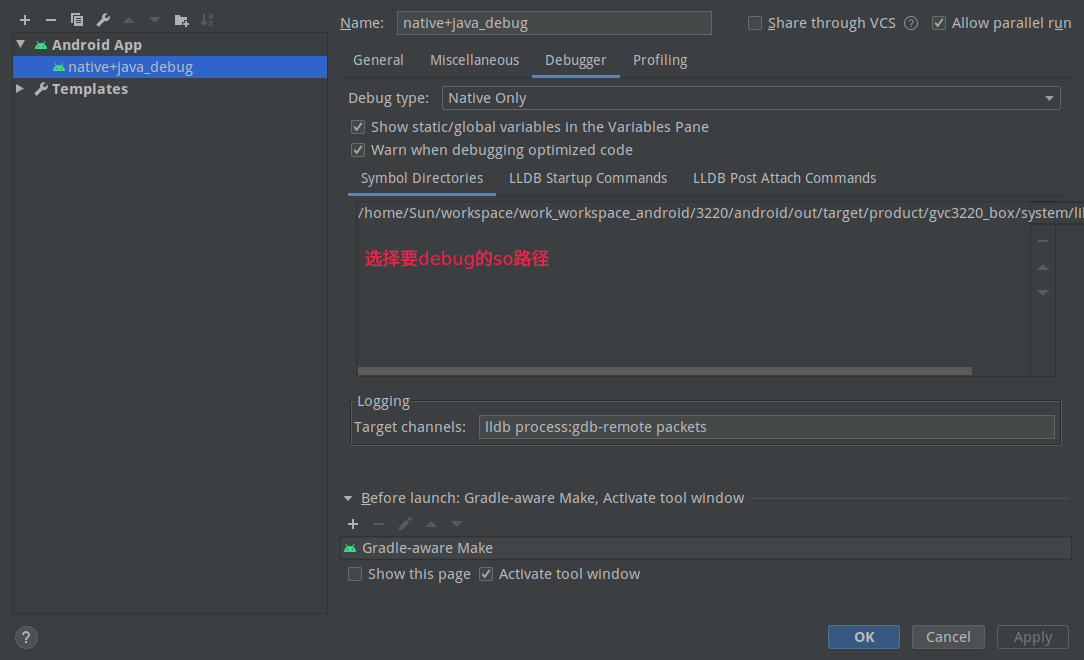 Name: native+java_debug Share through VCS ? Allow parallel run
Android App
native+java_debug
Templates
General Miscellaneous Debugger Profiling
Debug type: Native Only
Show static/global variables in the Variables Pane
Warn when debugging optimized code
Symbol Directories LLDB Startup Commands LLDB Post Attach Commands
/home/Sun/workspace/work_workspace_android/3220/android/out/target/product/gvc3220_box/system/li
选择要debug的so路径
Logging
Target channels: lldb process:gdb-remote packets
Before launch: Gradle-aware Make, Activate tool window
Gradle-aware Make
Show this page Activate tool window
? OK Cancel Apply